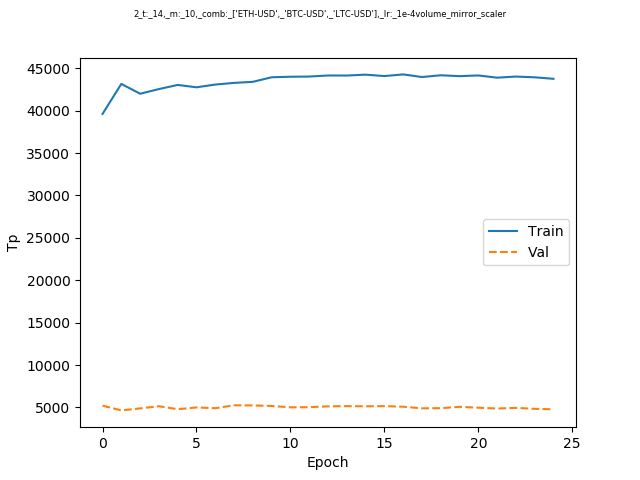 2_t:_14,_m:_10,_comb:_['ETH-USD',_'BTC-USD',_'LTC-USD'],_lr:_1e-4volume_mirror_scaler
45000
40000
35000
30000
25000
20000
15000
10000
5000
Tp
Train
Val
0 5 10 15 20 25
Epoch